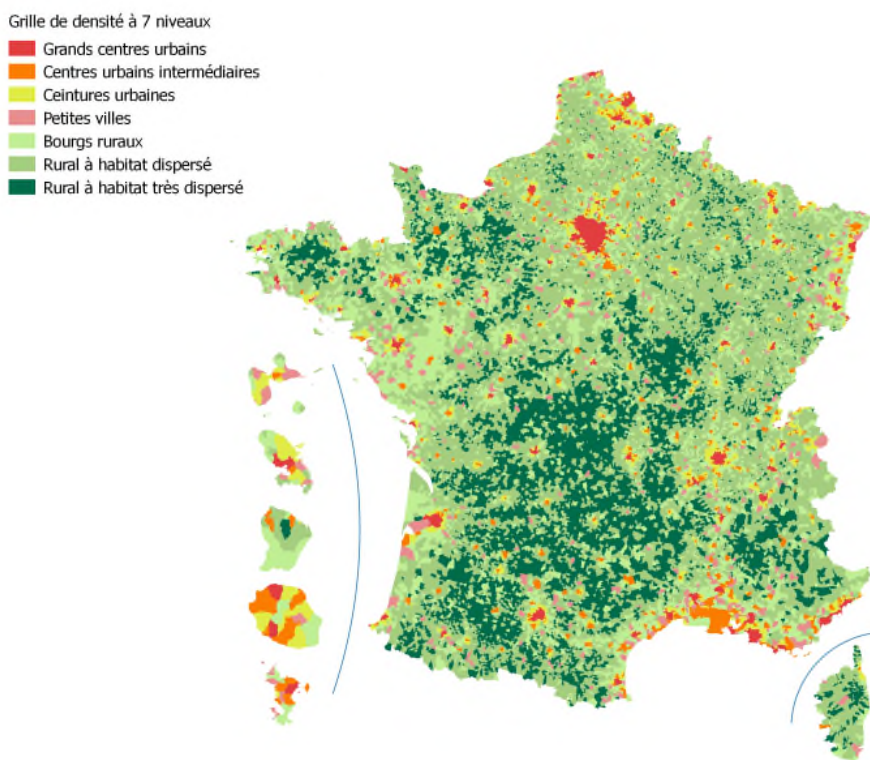 Grille de densité à 7 niveaux
Grands centres urbains
Centres urbains intermédiaires
Ceintures urbaines
Petites villes
Bourgs ruraux
Rural à habitat dispersé
Rural à habitat très dispersé